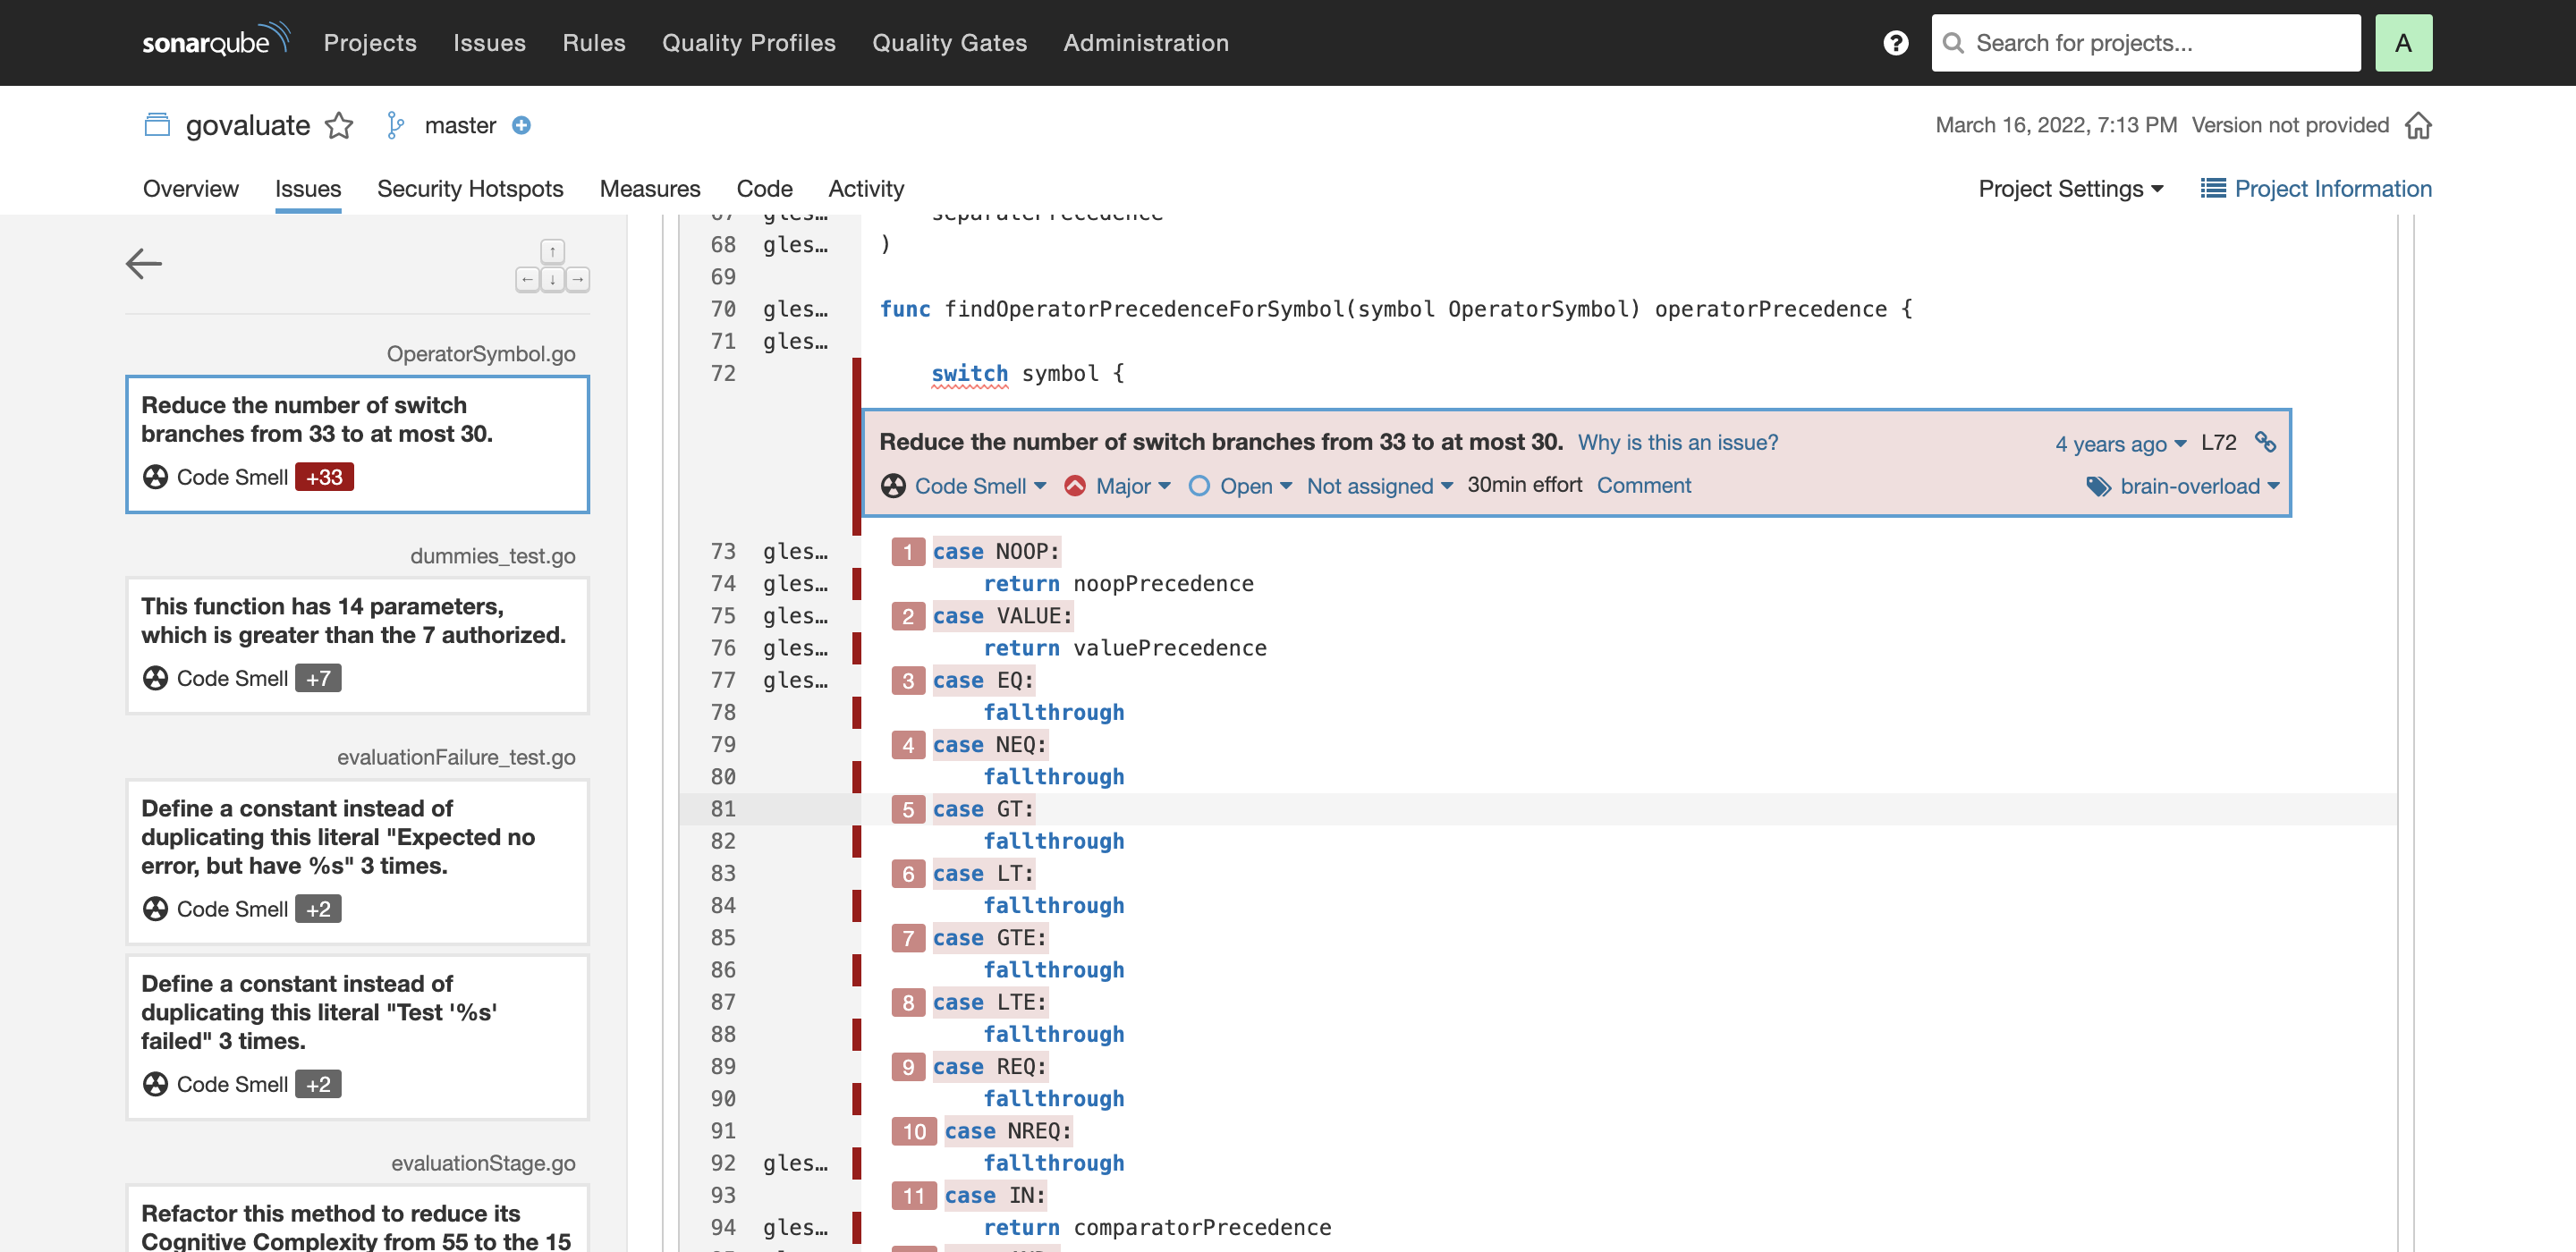 sonarqube Projects Issues Rules Quality Profiles Quality Gates Administration ? Search for projects... A
govaluate master March 16, 2022, 7:13 PM Version not provided
Overview Issues Security Hotspots Measures Code Activity Project Settings Project Information
OperatorSymbol.go
Reduce the number of switch
branches from 33 to at most 30.
Code Smell +33
dummies_test.go
This function has 14 parameters,
which is greater than the 7 authorized.
Code Smell +7
evaluationFailure_test.go
Define a constant instead of
duplicating this literal "Expected no
error, but have %s" 3 times.
Code Smell +2
Define a constant instead of
duplicating this literal "Test '%s'
failed" 3 times.
Code Smell +2
evaluationStage.go
Refactor this method to reduce its
Cognitive Complexity from 55 to the 15
67 gles… separatePrecedence
68 gles… )
69
70 gles… func findOperatorPrecedenceForSymbol(symbol OperatorSymbol) operatorPrecedence {
71 gles…
72 switch symbol {
Reduce the number of switch branches from 33 to at most 30. Why is this an issue? 4 years ago L72
Code Smell Major Open Not assigned 30min effort Comment brain-overload
73 gles… 1 case NOOP:
74 gles… return noopPrecedence
75 gles… 2 case VALUE:
76 gles… return valuePrecedence
77 gles… 3 case EQ:
78 fallthrough
79 4 case NEQ:
80 fallthrough
81 5 case GT:
82 fallthrough
83 6 case LT:
84 fallthrough
85 7 case GTE:
86 fallthrough
87 8 case LTE:
88 fallthrough
89 9 case REQ:
90 fallthrough
91 10 case NREQ:
92 gles… fallthrough
93 11 case IN:
94 gles… return comparatorPrecedence